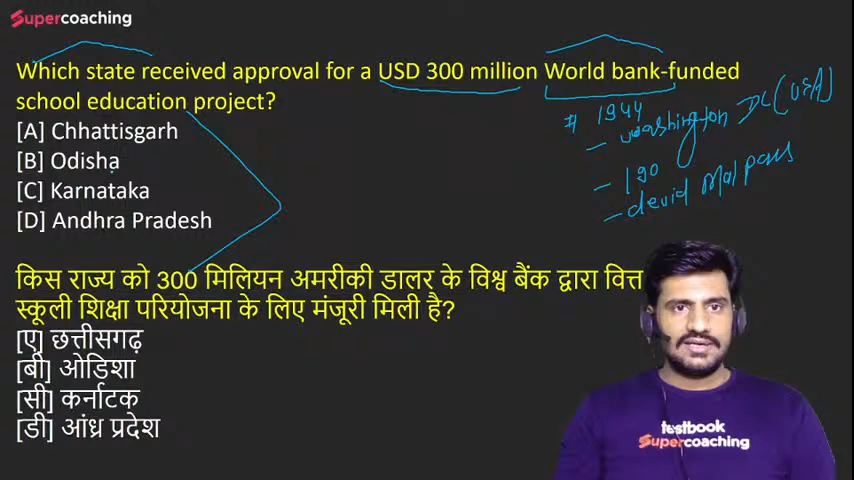 Supercoaching
Which state received approval for a USD 300 million World bank-funded
school education project?
[A] Chhattisgarh
[B] Odisha
[C] Karnataka
[D] Andhra Pradesh
# 1944
- Washington DC (USA)
- 190
- devid Malpass
किस राज्य को 300 मिलियन अमरीकी डालर के विश्व बैंक द्वारा वित्त
स्कूली शिक्षा परियोजना के लिए मंजूरी मिली है?
[ए] छत्तीसगढ़
[बी] ओडिशा
[सी] कर्नाटक
[डी] आंध्र प्रदेश
testbook
Supercoaching